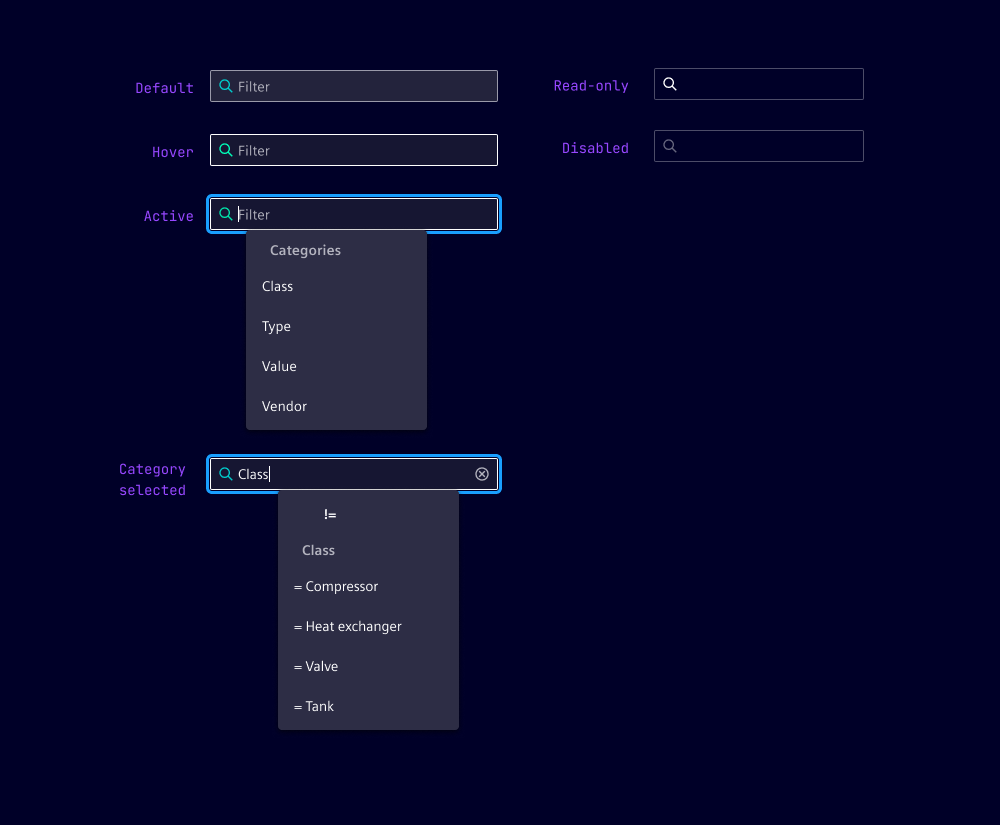 Default
Filter
Read-only
Hover
Filter
Disabled
Active
Filter
Categories
Class
Type
Value
Vendor
Category
selected
Class
!=
Class
= Compressor
= Heat exchanger
= Valve
= Tank